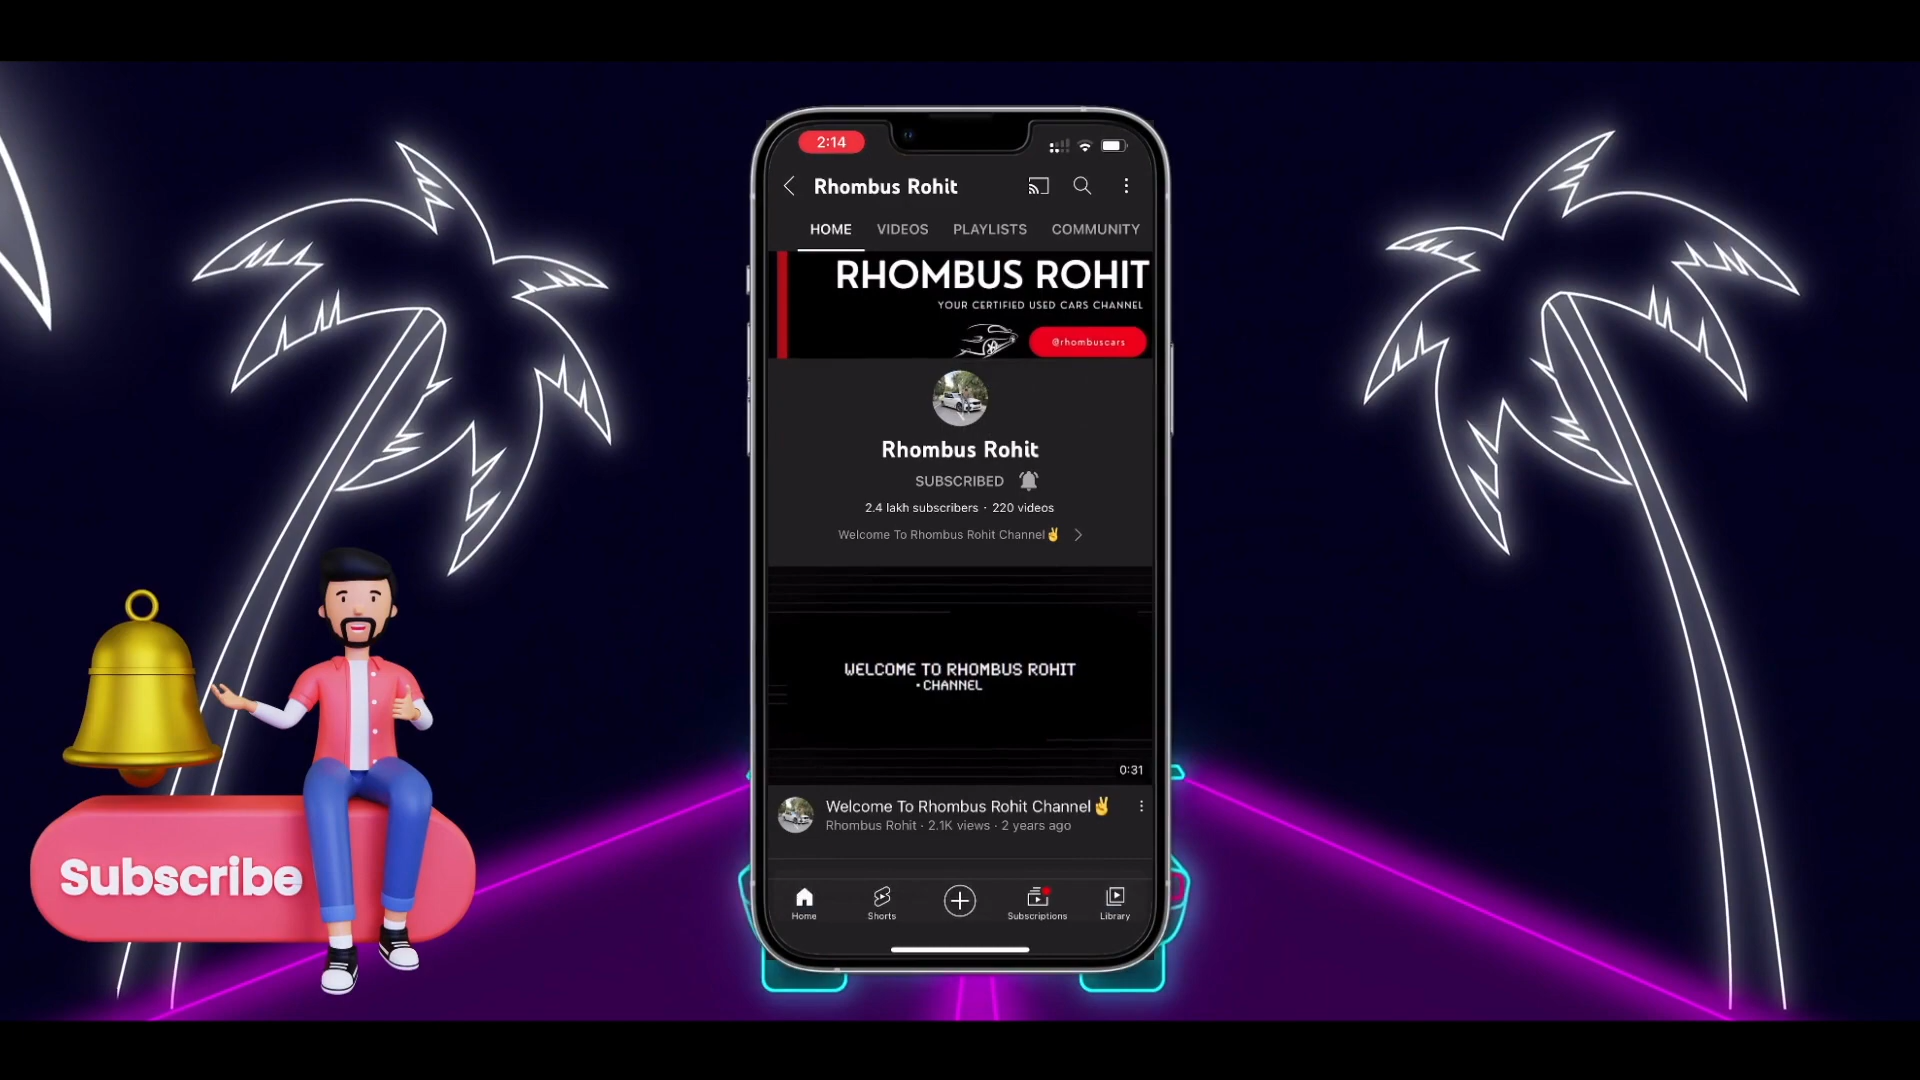 2:14
Rhombus Rohit
HOME VIDEOS PLAYLISTS COMMUNITY
RHOMBUS ROHIT
YOUR CERTIFIED USED CARS CHANNEL
@rhombuscars
Rhombus Rohit
SUBSCRIBED
2.4 lakh subscribers · 220 videos
Welcome To Rhombus Rohit Channel✌
WELCOME TO RHOMBUS ROHIT
•CHANNEL
0:31
Welcome To Rhombus Rohit Channel✌
Rhombus Rohit · 2.1K views · 2 years ago
Subscribe
Home Shorts Subscriptions Library